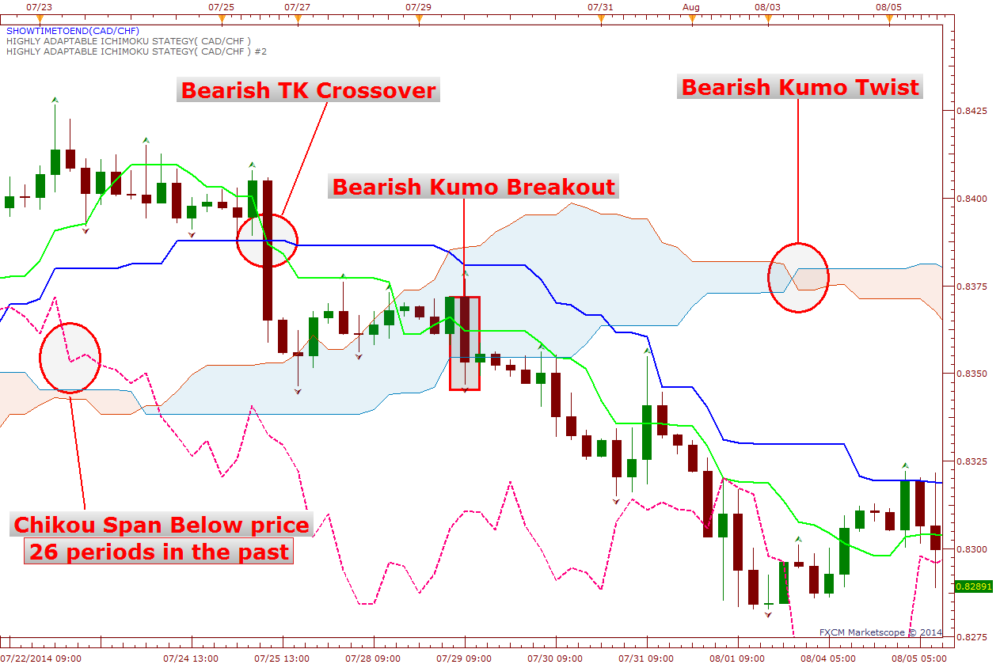 07/23 07/25 07/27 07/29 07/31 Aug 08/03 08/05
SHOWTIMETOEND(CAD/CHF)
HIGHLY ADAPTABLE ICHIMOKU STATEGY( CAD/CHF )
HIGHLY ADAPTABLE ICHIMOKU STATEGY( CAD/CHF ) #2
Bearish TK Crossover
Bearish Kumo Twist
0.8425
Bearish Kumo Breakout
0.8400
0.8375
0.8350
0.8325
Chikou Span Below price
26 periods in the past
0.8300
0.82891
FXCM Marketscope © 2014
0.8275
07/22/2014 09:00 07/24 13:00 07/25 13:00 07/28 09:00 07/29 09:00 07/30 09:00 07/31 09:00 08/01 09:00 08/04 05:00 08/05 05:00